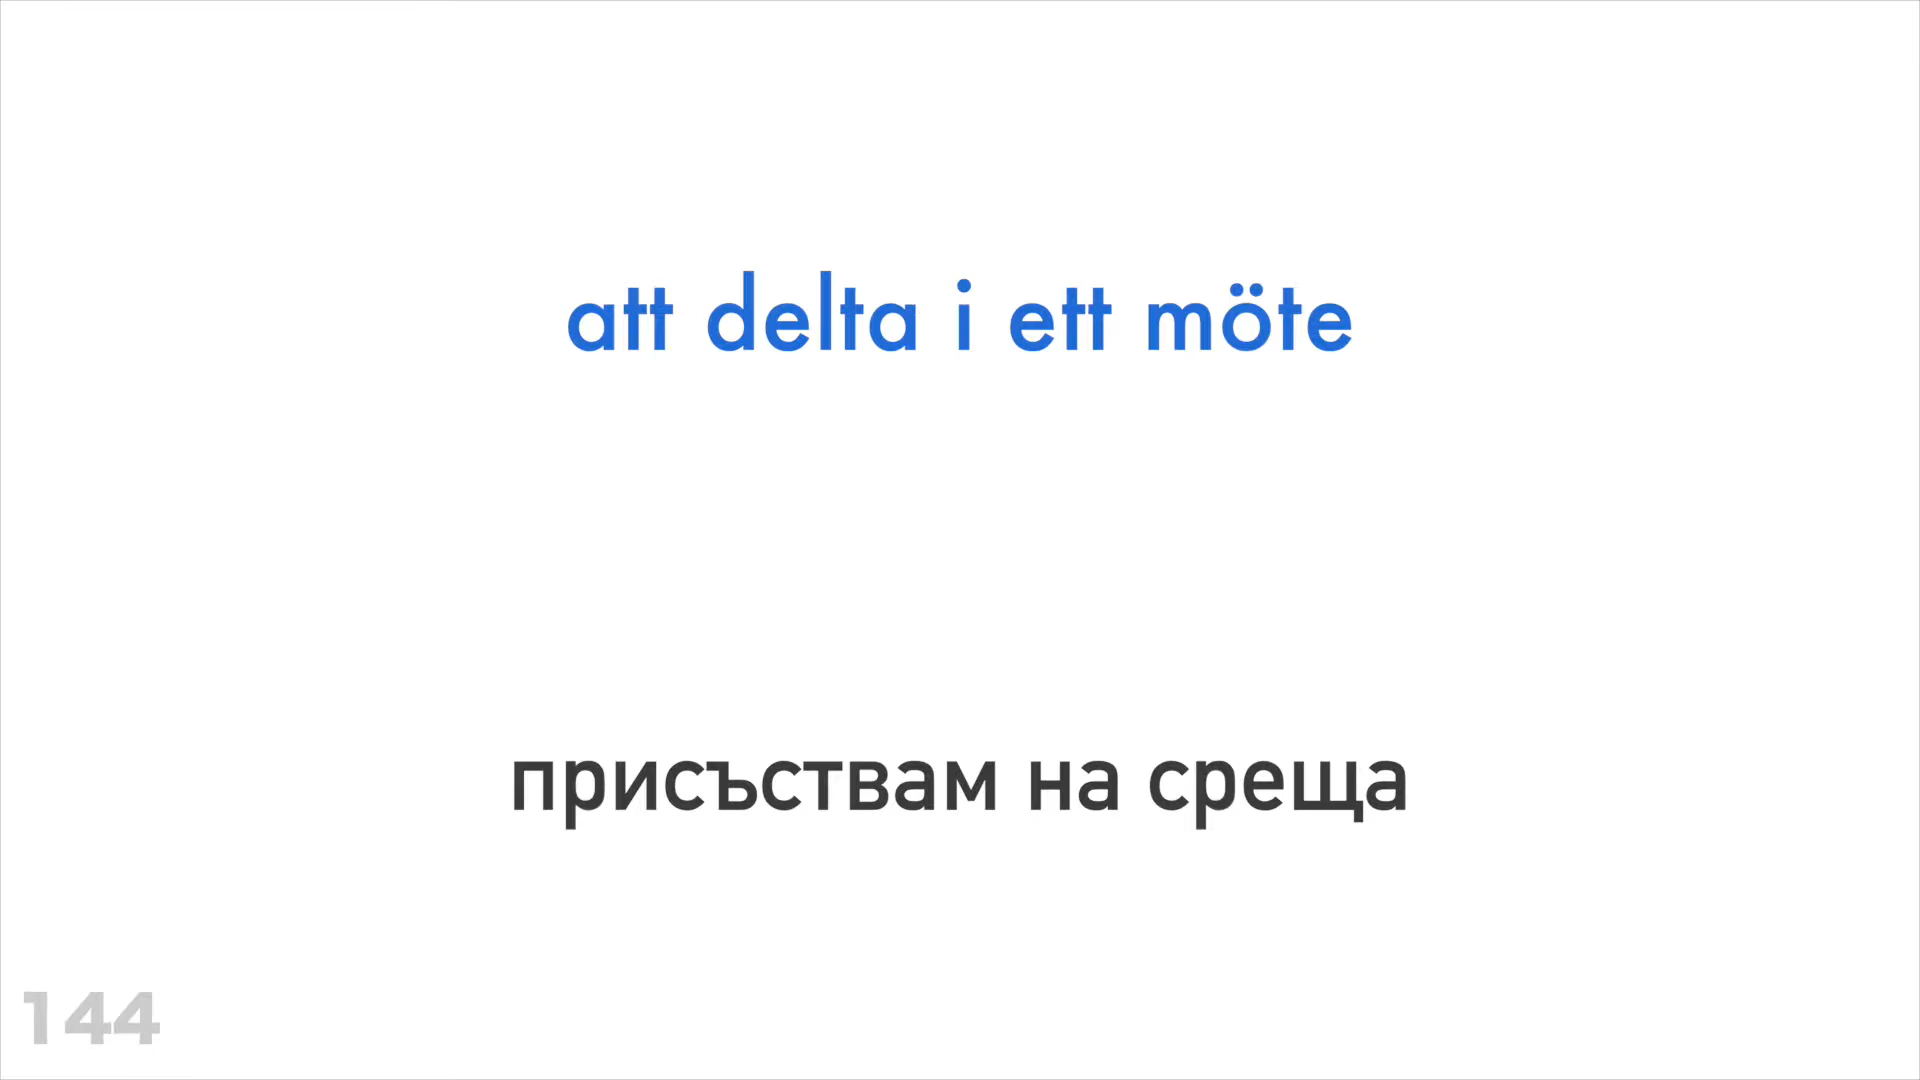 att delta i ett möte
присъствам на среща
144